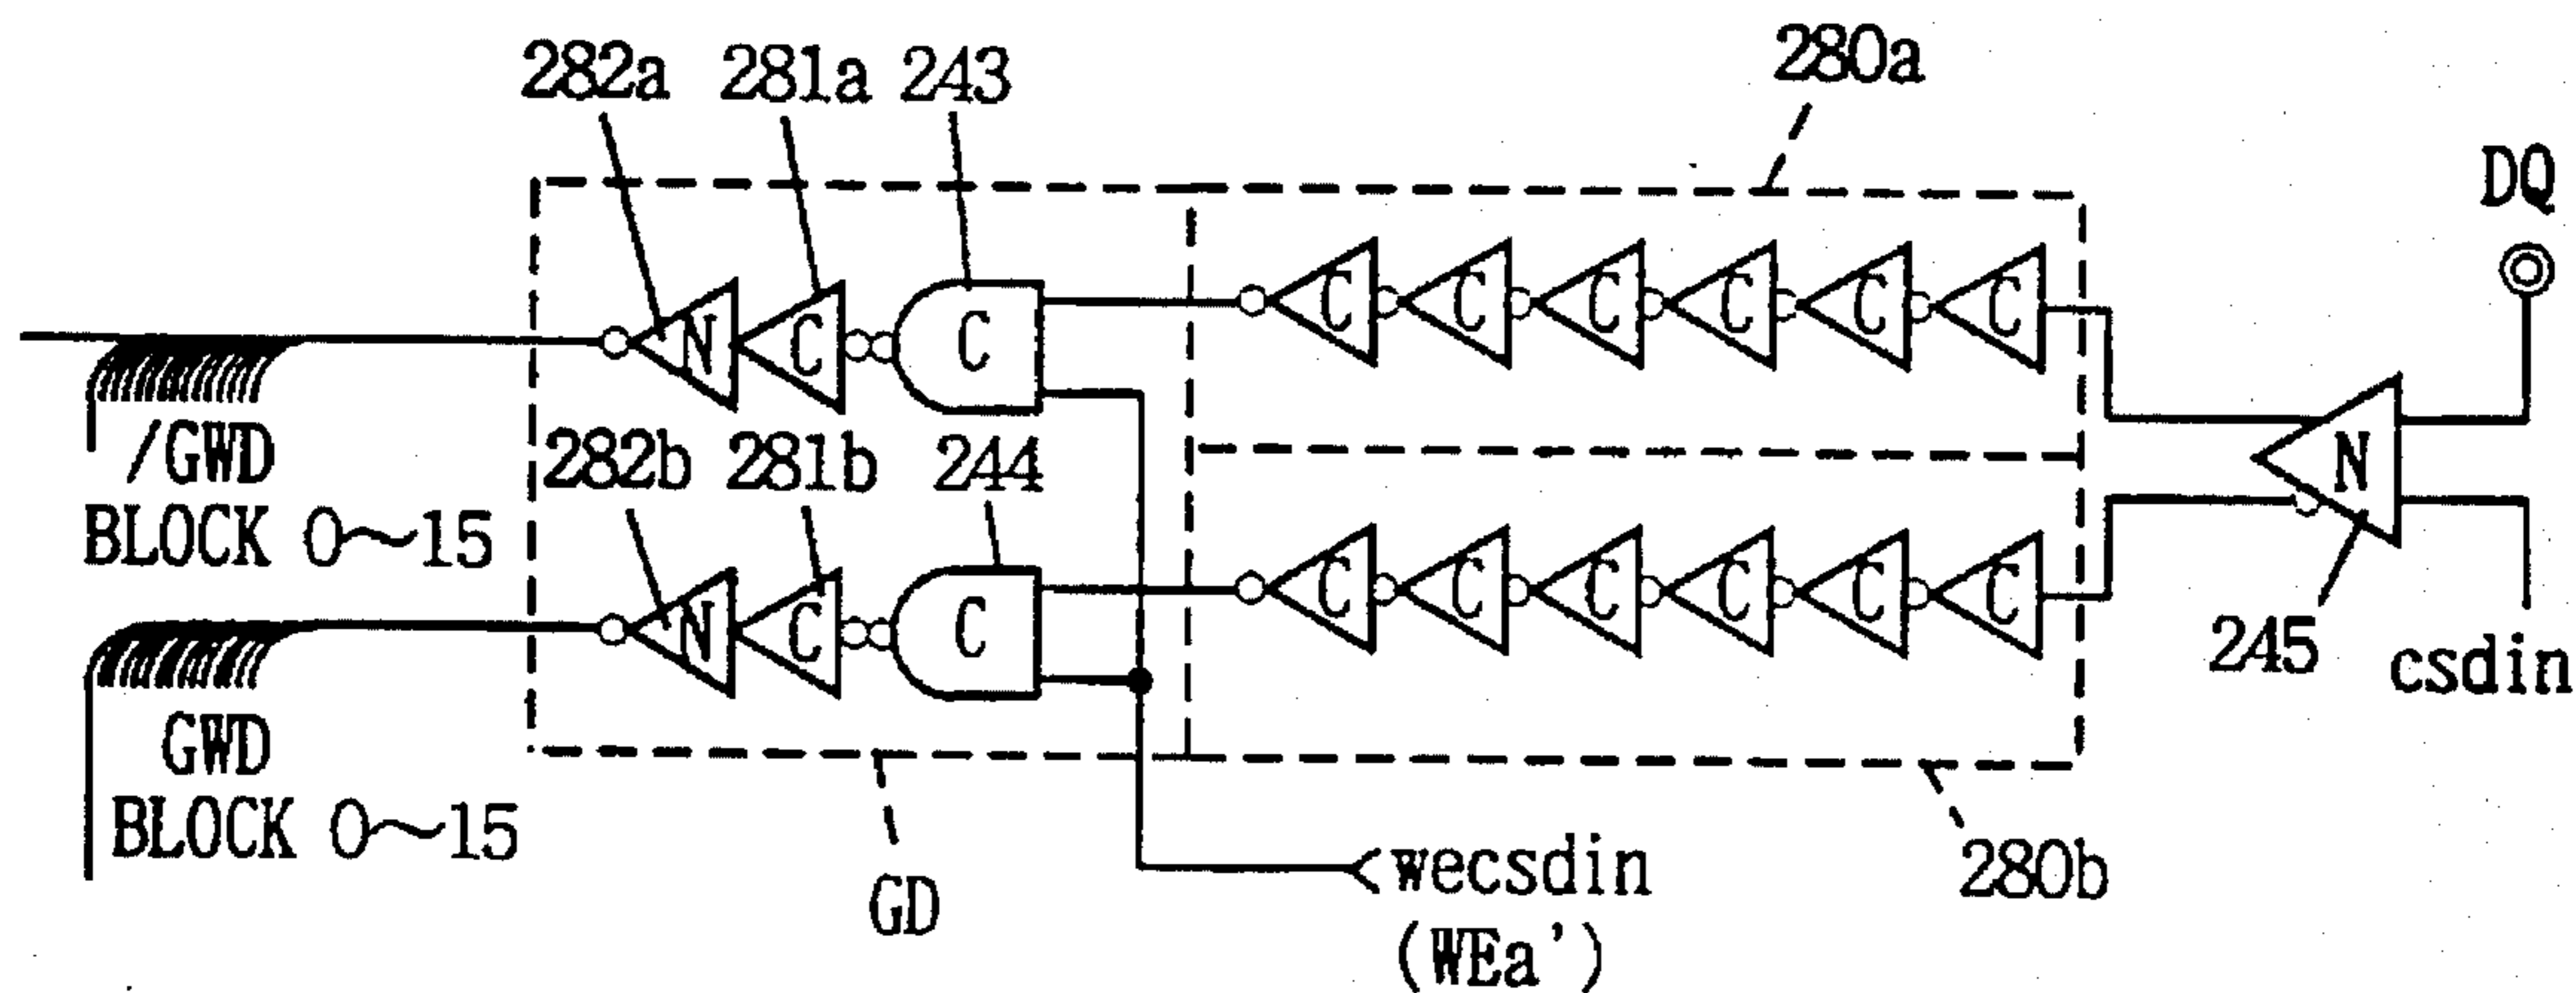 282a 281a 243
280a
DQ
C C C C C C
N C C
/GWD
BLOCK 0~15
282b 281b 244
N
C C C C C C
N C C
245
csdin
GWD
BLOCK 0~15
GD
wecsdin
(WEa')
280b